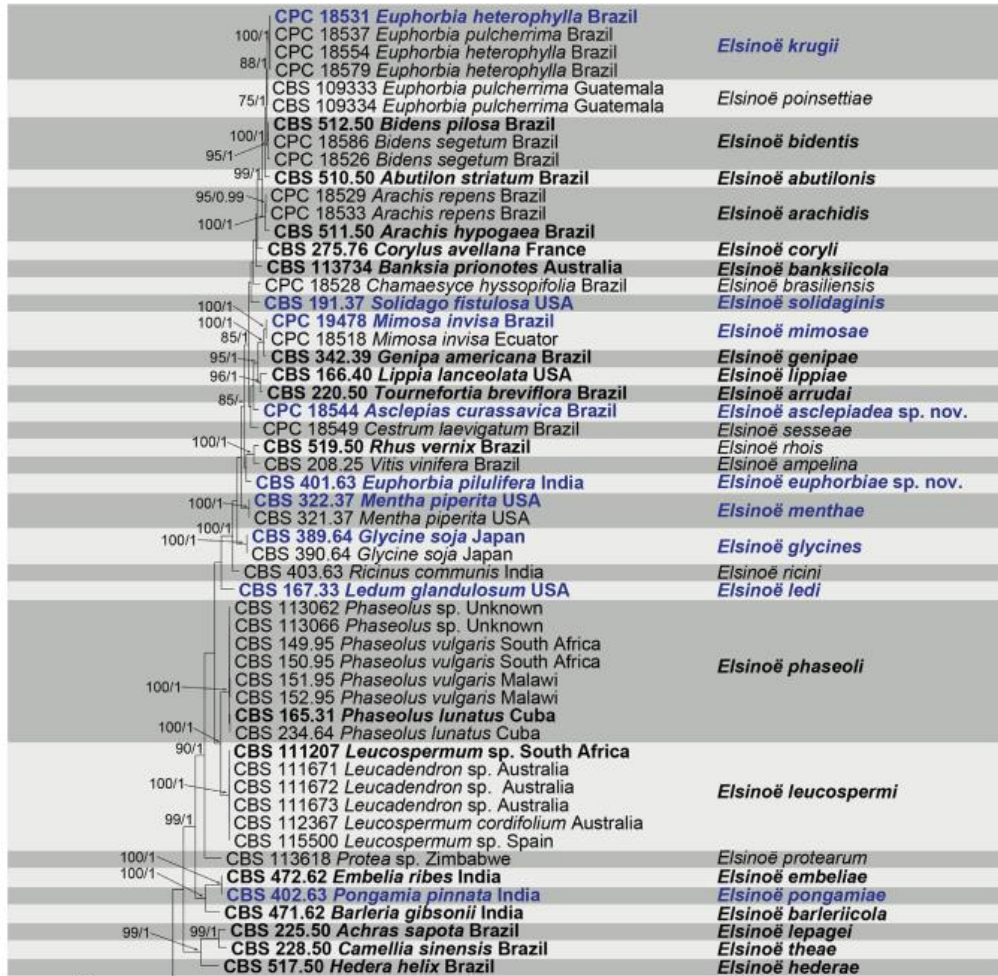 CPC 18531 Euphorbia heterophylla Brazil
100/1 CPC 18537 Euphorbia pulcherrima Brazil Elsinoë krugii
CPC 18554 Euphorbia heterophylla Brazil
88/1 CPC 18579 Euphorbia heterophylla Brazil
CBS 109333 Euphorbia pulcherrima Guatemala
75/1 Elsinoë poinsettiae
CBS 109334 Euphorbia pulcherrima Guatemala
CBS 512.50 Bidens pilosa Brazil
100/1 CPC 18586 Bidens segetum Brazil Elsinoë bidentis
95/1 CPC 18526 Bidens segetum Brazil
99/1 CBS 510.50 Abutilon striatum Brazil Elsinoë abutilonis
95/0.99 CPC 18529 Arachis repens Brazil
CPC 18533 Arachis repens Brazil Elsinoë arachidis
100/1 CBS 511.50 Arachis hypogaea Brazil
CBS 275.76 Corylus avellana France Elsinoë coryli
CBS 113734 Banksia prionotes Australia Elsinoë banksiicola
CPC 18528 Chamaesyce hyssopifolia Brazil Elsinoë brasiliensis
CBS 191.37 Solidago fistulosa USA Elsinoë solidaginis
100/1 CPC 19478 Mimosa invisa Brazil
100/1 Elsinoë mimosae
85/1 CPC 18518 Mimosa invisa Ecuador
95/1 CBS 342.39 Genipa americana Brazil Elsinoë genipae
96/1 CBS 166.40 Lippia lanceolata USA Elsinoë lippiae
CBS 220.50 Tournefortia breviflora Brazil Elsinoë arrudai
85/ CPC 18544 Asclepias curassavica Brazil Elsinoë asclepiadea sp. nov.
CPC 18549 Cestrum laevigatum Brazil Elsinoë sesseae
100/1 CBS 519.50 Rhus vernix Brazil Elsinoë rhois
CBS 208.25 Vitis vinifera Brazil Elsinoë ampelina
CBS 401.63 Euphorbia pilulifera India Elsinoë euphorbiae sp. nov.
100/1 CBS 322.37 Mentha piperita USA Elsinoë menthae
CBS 321.37 Mentha piperita USA
100/1
100/1 CBS 389.64 Glycine soja Japan Elsinoë glycines
CBS 390.64 Glycine soja Japan
CBS 403.63 Ricinus communis India Elsinoë ricini
CBS 167.33 Ledum glandulosum USA Elsinoë ledi
CBS 113062 Phaseolus sp. Unknown
CBS 113066 Phaseolus sp. Unknown
CBS 149.95 Phaseolus vulgaris South Africa
CBS 150.95 Phaseolus vulgaris South Africa Elsinoë phaseoli
CBS 151.95 Phaseolus vulgaris Malawi
100/1 CBS 152.95 Phaseolus vulgaris Malawi
CBS 165.31 Phaseolus lunatus Cuba
100/1 CBS 234.64 Phaseolus lunatus Cuba
90/1 CBS 111207 Leucospermum sp. South Africa
CBS 111671 Leucadendron sp. Australia
100/1 CBS 111672 Leucadendron sp. Australia Elsinoë leucospermi
CBS 111673 Leucadendron sp. Australia
99/1 CBS 112367 Leucospermum cordifolium Australia
CBS 115500 Leucospermum sp. Spain
100/1 CBS 113618 Protea sp. Zimbabwe Elsinoë protearum
100/1 CBS 472.62 Embelia ribes India Elsinoë embeliae
CBS 402.63 Pongamia pinnata India Elsinoë pongamiae
CBS 471.62 Barleria gibsonii India Elsinoë barleriicola
99/1 99/1 CBS 225.50 Achras sapota Brazil Elsinoë lepagei
CBS 228.50 Camellia sinensis Brazil Elsinoë theae
CBS 517.50 Hedera helix Brazil Elsinoë hederae